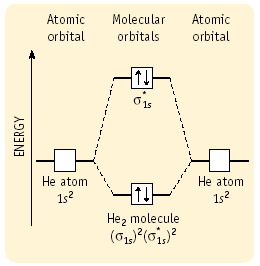 Atomic orbital
Molecular orbitals
Atomic orbital
ENERGY
σ*1s
He atom
1s²
He atom
1s²
He₂ molecule
(σ1s)²(σ*1s)²